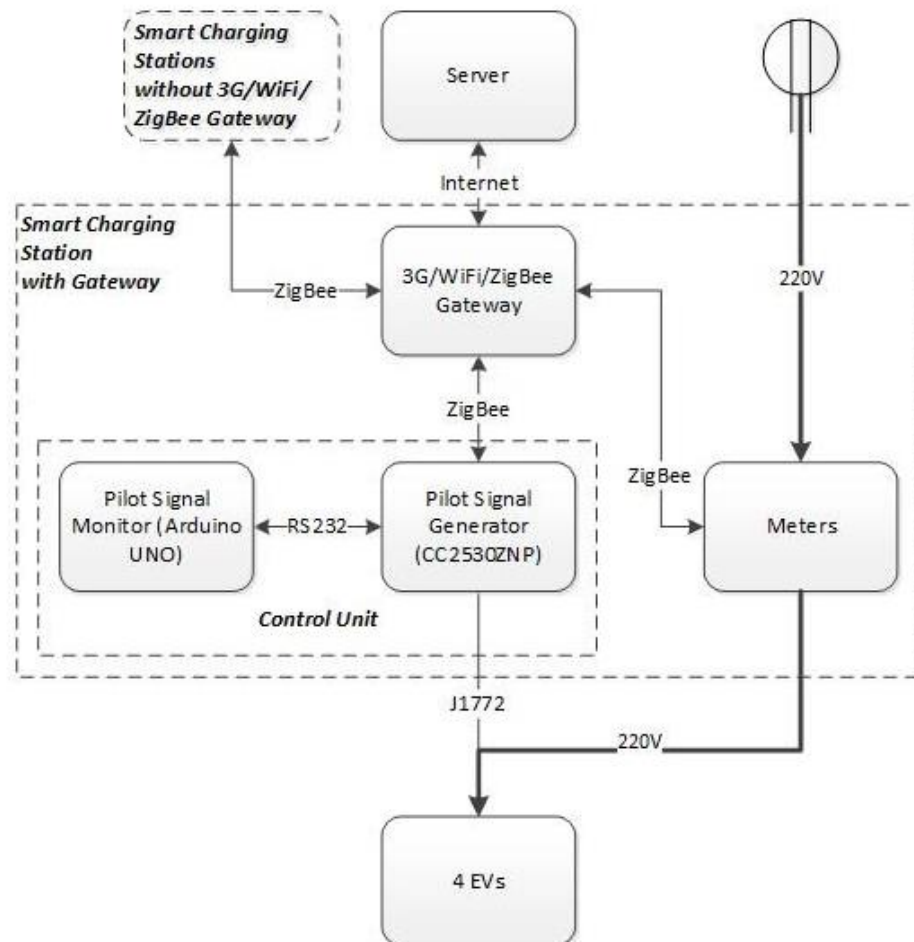 Smart Charging
Stations
without 3G/WiFi/
ZigBee Gateway
Server
Internet
Smart Charging
Station
with Gateway
3G/WiFi/ZigBee
Gateway
220V
ZigBee
ZigBee
ZigBee
Pilot Signal
Monitor (Arduino
UNO)
RS232
Pilot Signal
Generator
(CC2530ZNP)
Meters
Control Unit
J1772
220V
4 EVs